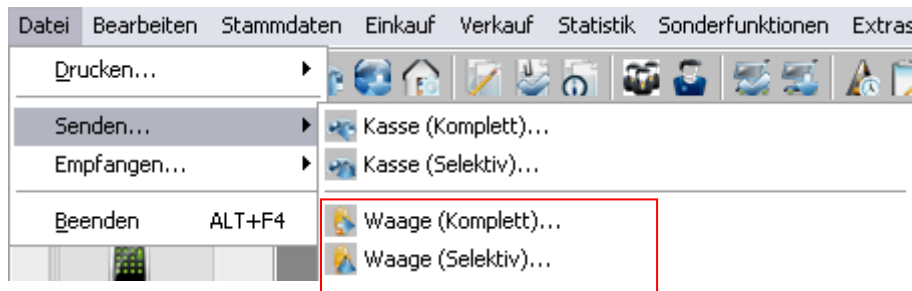 Datei Bearbeiten Stammdaten Einkauf Verkauf Statistik Sonderfunktionen Extras
Drucken...
Senden...
Empfangen...
Beenden ALT+F4
Kasse (Komplett)...
Kasse (Selektiv)...
Waage (Komplett)...
Waage (Selektiv)...